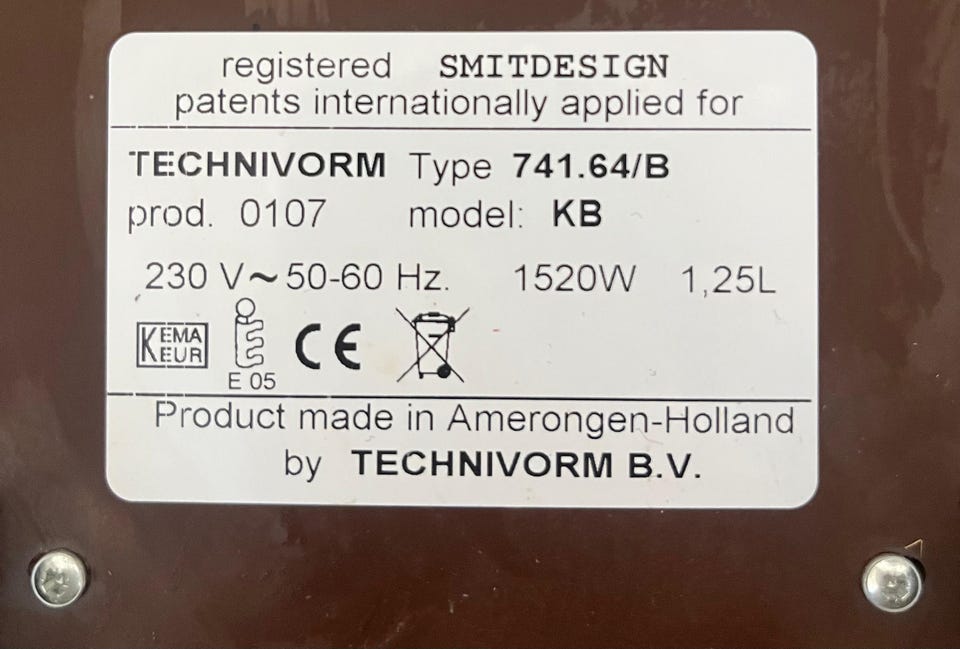 registered SMITDESIGN
patents internationally applied for
TECHNIVORM Type 741.64/B
prod. 0107 model: KB
230 V~50-60 Hz. 1520W 1,25L
KEMA
KEUR
E 05
CE
Product made in Amerongen-Holland
by TECHNIVORM B.V.